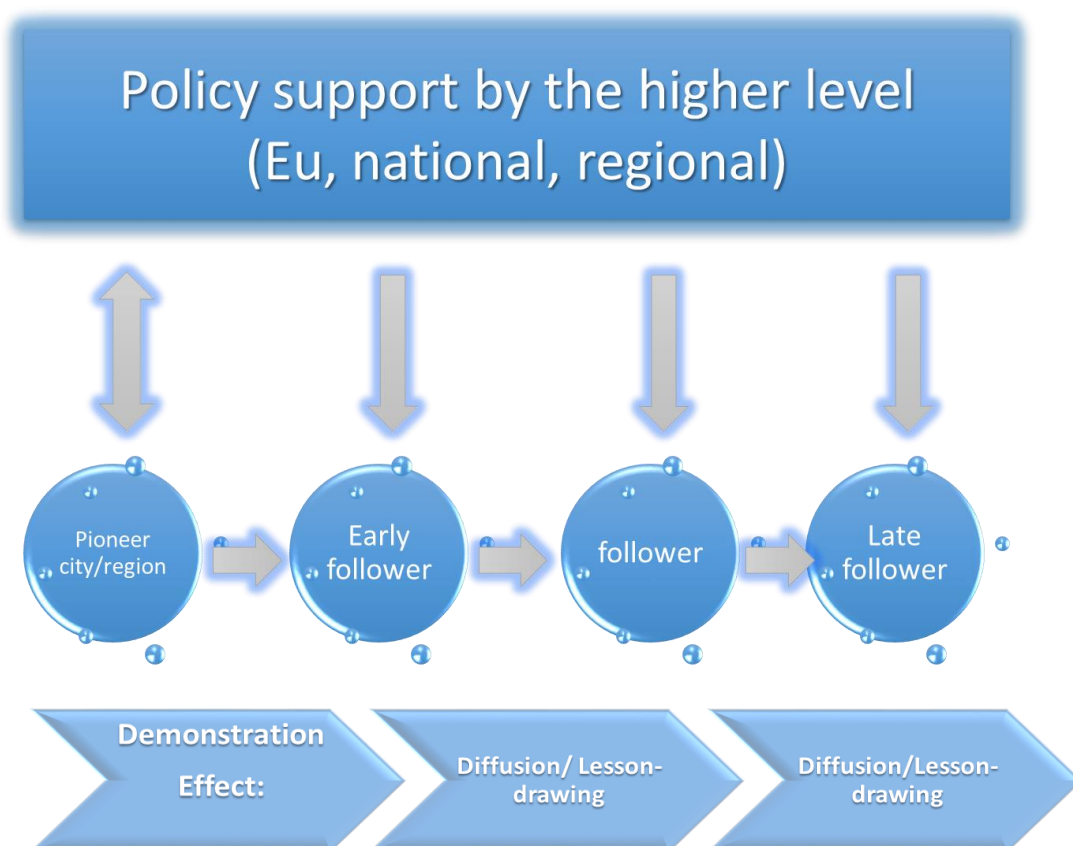 Policy support by the higher level
(Eu, national, regional)
Pioneer
city/region
Early
follower
follower
Late
follower
Demonstration
Effect:
Diffusion/ Lesson-
drawing
Diffusion/Lesson-
drawing